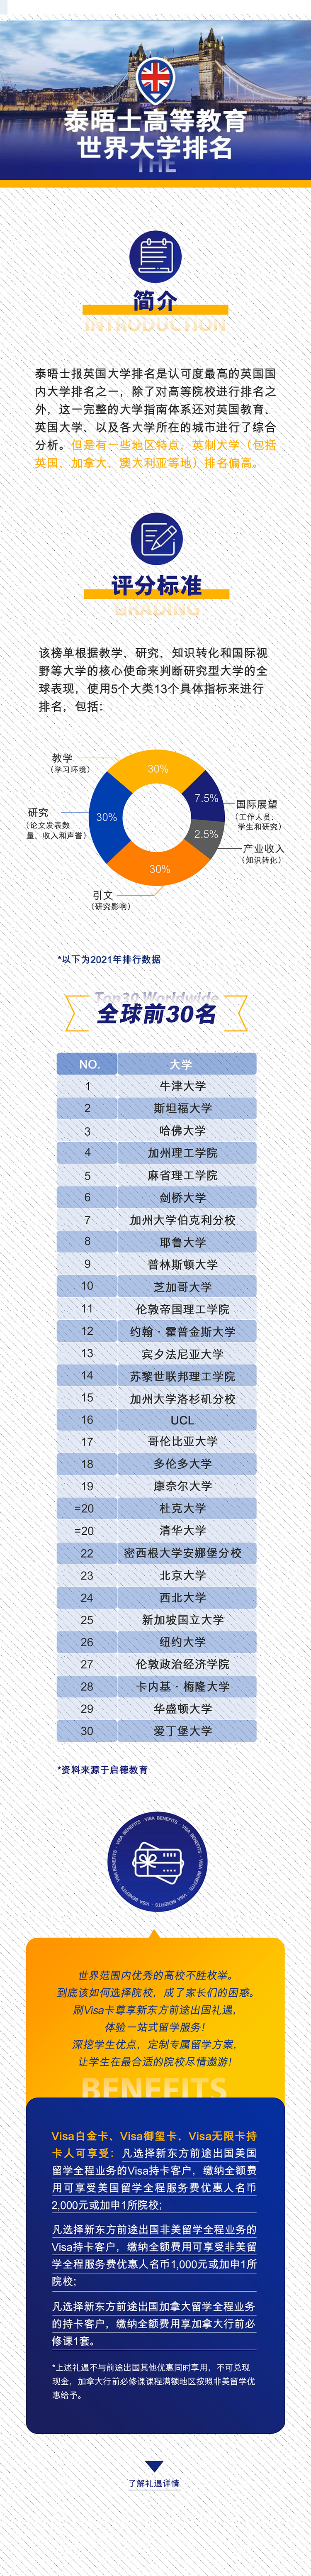 泰晤士高等教育
世界大学排名
THE
简介
INTRODUCTION
泰晤士报英国大学排名是认可度最高的英国国
内大学排名之一，除了对高等院校进行排名之
外，这一完整的大学指南体系还对英国教育、
英国大学、以及各大学所在的城市进行了综合
分析。但是有一些地区特点，英制大学（包括
英国、加拿大、澳大利亚等地）排名偏高。
评分标准
GRADING
该榜单根据教学、研究、知识转化和国际视
野等大学的核心使命来判断研究型大学的全
球表现，使用5个大类13个具体指标来进行
排名，包括：
教学
（学习环境）
30%
7.5%
国际展望
（工作人员、
学生和研究）
研究
（论文发表数
量、收入和声誉）
30%
2.5%
产业收入
（知识转化）
30%
引文
（研究影响）
*以下为2021年排行数据
Top30 Worldwide
全球前30名
NO. 大学
1 牛津大学
2 斯坦福大学
3 哈佛大学
4 加州理工学院
5 麻省理工学院
6 剑桥大学
7 加州大学伯克利分校
8 耶鲁大学
9 普林斯顿大学
10 芝加哥大学
11 伦敦帝国理工学院
12 约翰·霍普金斯大学
13 宾夕法尼亚大学
14 苏黎世联邦理工学院
15 加州大学洛杉矶分校
16 UCL
17 哥伦比亚大学
18 多伦多大学
19 康奈尔大学
=20 杜克大学
=20 清华大学
22 密西根大学安娜堡分校
23 北京大学
24 西北大学
25 新加坡国立大学
26 纽约大学
27 伦敦政治经济学院
28 卡内基·梅隆大学
29 华盛顿大学
30 爱丁堡大学
*资料来源于启德教育
VISA BENEFITS · VISA BENEFITS · VISA BENEFITS · VISA BENEFITS · VISA BENEFITS
世界范围内优秀的高校不胜枚举。
到底该如何选择院校，成了家长们的困惑。
刷Visa卡尊享新东方前途出国礼遇，
体验一站式留学服务！
深挖学生优点，定制专属留学方案，
让学生在最合适的院校尽情遨游！
BENEFITS
Visa白金卡、Visa御玺卡、Visa无限卡持
卡人可享受：凡选择新东方前途出国美国
留学全程业务的Visa持卡客户，缴纳全额费
用可享受美国留学全程服务费优惠人名币
2,000元或加申1所院校；
凡选择新东方前途出国非美留学全程业务的
Visa持卡客户，缴纳全额费用可享受非美留
学全程服务费优惠人名币1,000元或加申1所
院校；
凡选择新东方前途出国加拿大留学全程业务
的持卡客户，缴纳全额费用享加拿大行前必
修课1套。
*上述礼遇不与前途出国其他优惠同时享用，不可兑现
现金，加拿大行前必修课课程满额地区按照非美留学优
惠给予。
了解礼遇详情